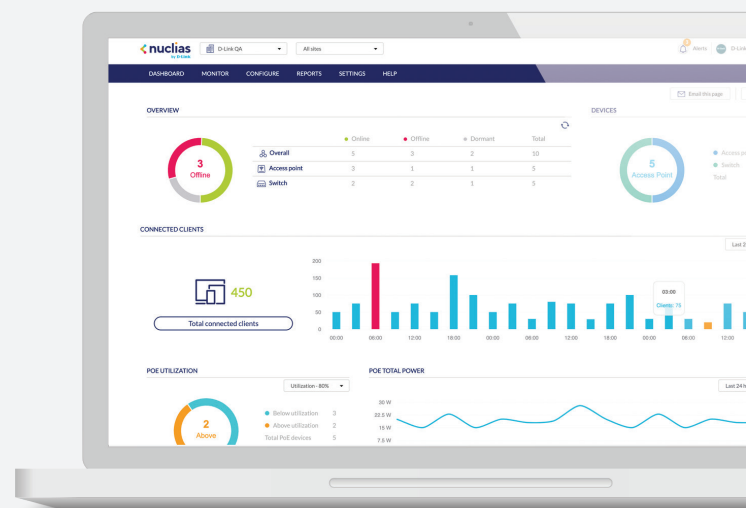 nuclias
by D-Link
D-Link QA
All sites
Alerts
D-Link
DASHBOARD MONITOR CONFIGURE REPORTS SETTINGS HELP
Email this page
OVERVIEW
DEVICES
Online Offline Dormant Total
Overall 5 3 2 10
Access point 3 1 1 5
Switch 2 2 1 5
3
Offline
5
Access Point
Access po
Switch
Total
CONNECTED CLIENTS
Last 2
450
Total connected clients
200
150
100
50
0
03:00
Clients: 75
00:00 06:00 12:00 18:00 00:00 06:00 12:00 18:00 00:00 06:00 12:00
POE UTILIZATION
Utilization - 80%
2
Above
Below utilization 3
Above utilization 2
Total PoE devices 5
POE TOTAL POWER
Last 24 h
30 W
22.5 W
15 W
7.5 W